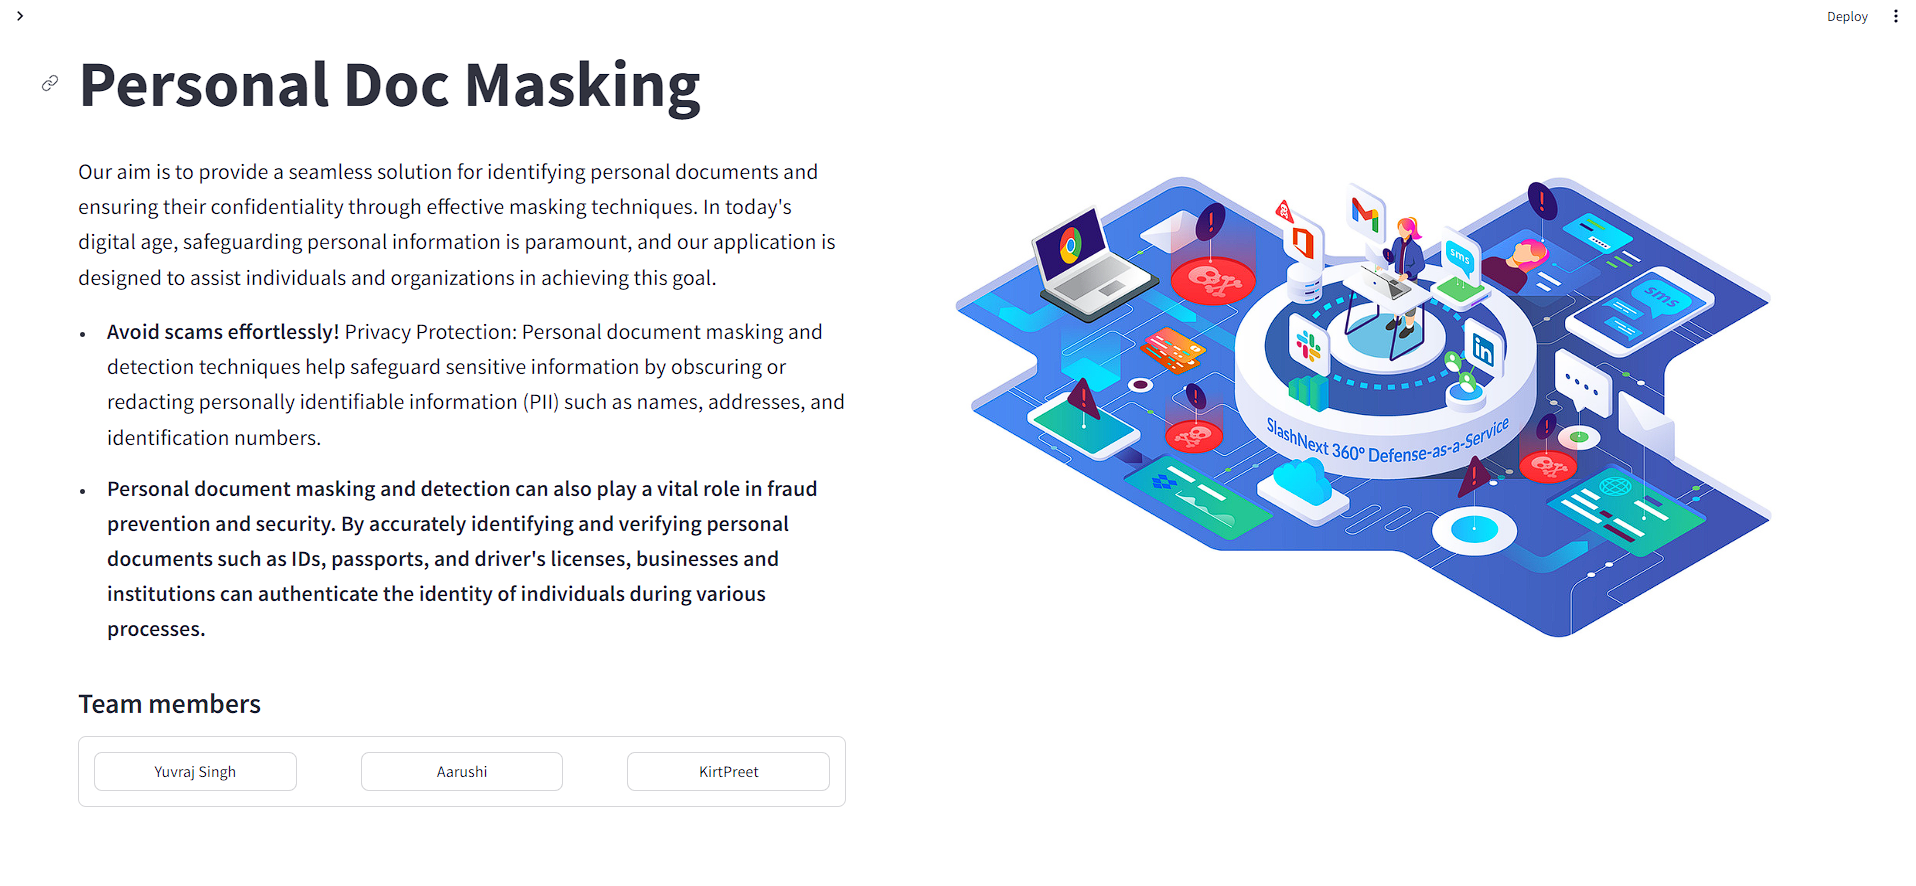 Deploy
Personal Doc Masking
Our aim is to provide a seamless solution for identifying personal documents and
ensuring their confidentiality through effective masking techniques. In today's
digital age, safeguarding personal information is paramount, and our application is
designed to assist individuals and organizations in achieving this goal.
Avoid scams effortlessly! Privacy Protection: Personal document masking and
detection techniques help safeguard sensitive information by obscuring or
redacting personally identifiable information (PII) such as names, addresses, and
identification numbers.
Personal document masking and detection can also play a vital role in fraud
prevention and security. By accurately identifying and verifying personal
documents such as IDs, passports, and driver's licenses, businesses and
institutions can authenticate the identity of individuals during various
processes.
Team members
Yuvraj Singh
Aarushi
KirtPreet
sms
sms
in
SlashNext 360° Defense-as-a-Service